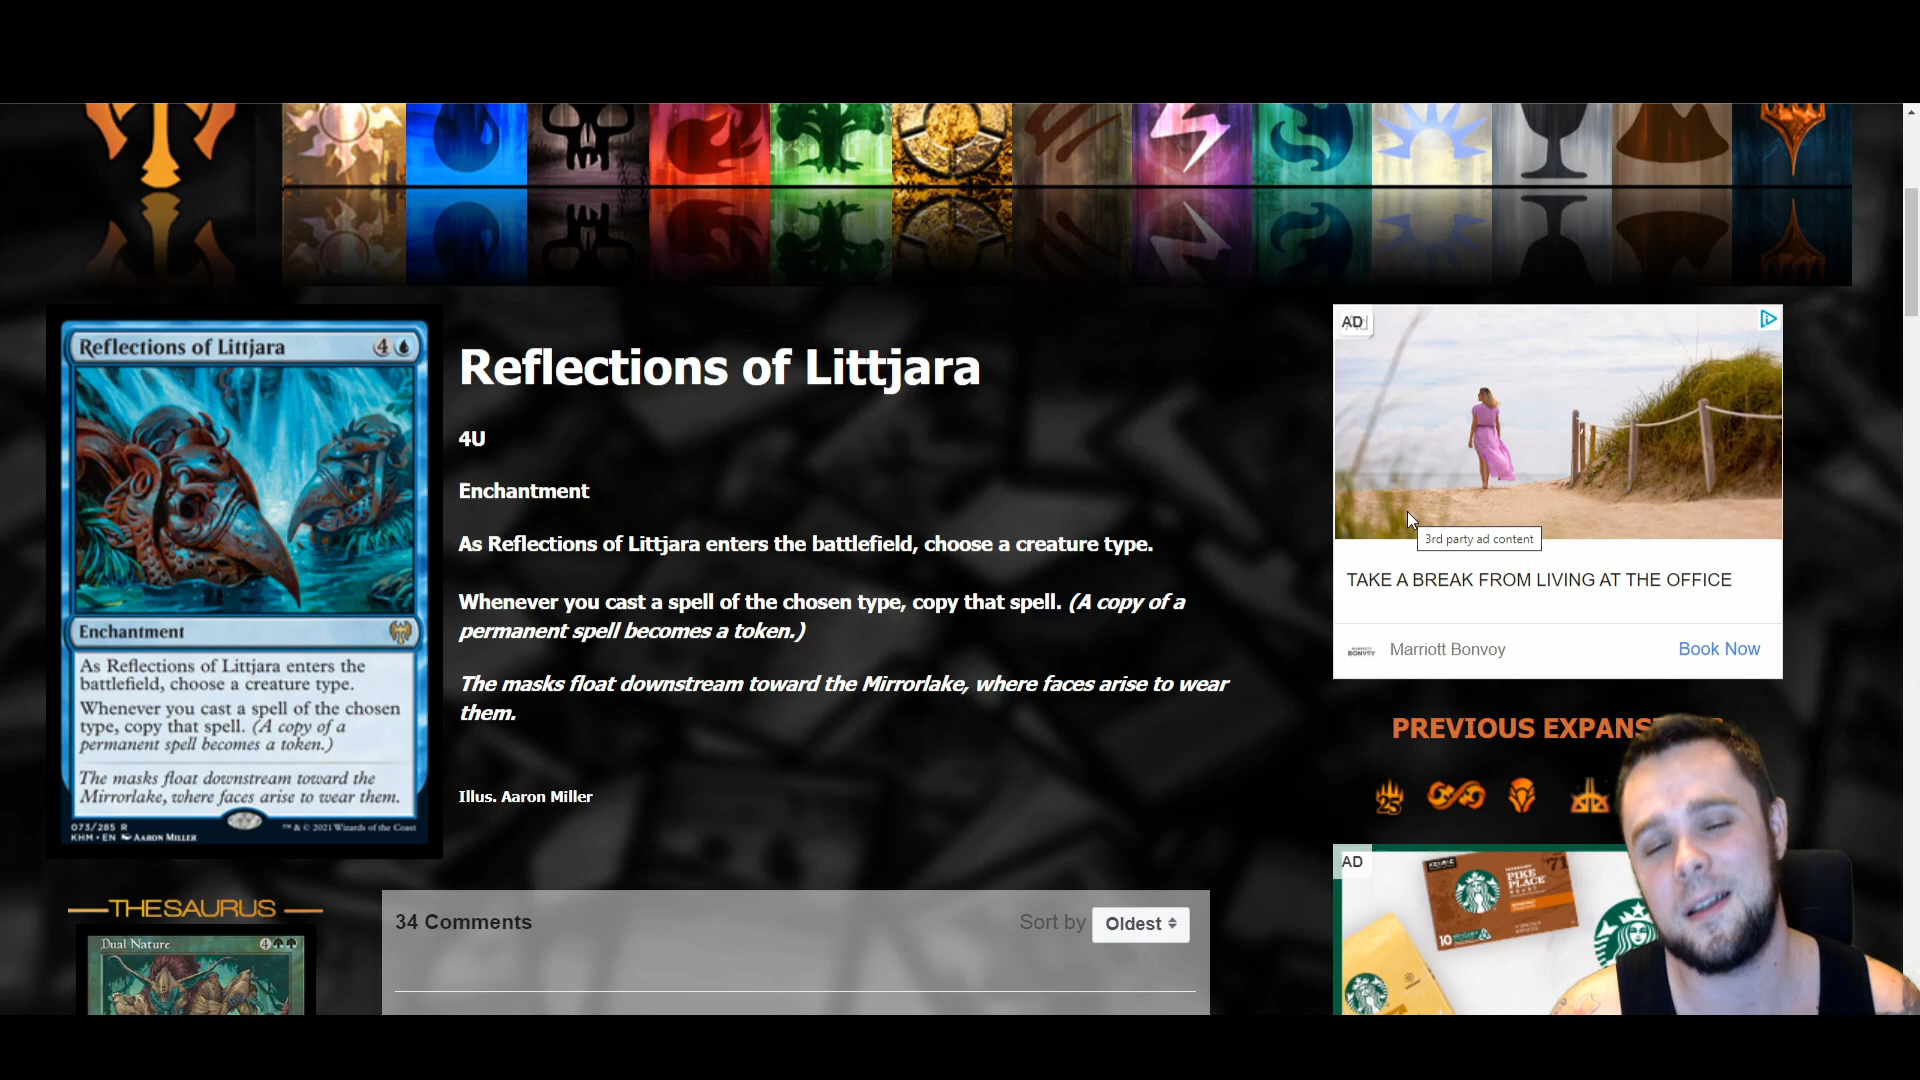 Reflections of Littjara 4
Enchantment
As Reflections of Littjara enters the
battlefield, choose a creature type.
Whenever you cast a spell of the chosen
type, copy that spell. (A copy of a
permanent spell becomes a token.)
The masks float downstream toward the
Mirrorlake, where faces arise to wear them.
073/285 R
KHM • EN AARON MILLER
™ & © 2021 Wizards of the Coast
THESAURUS
Dual Nature 4
Reflections of Littjara
4U
Enchantment
As Reflections of Littjara enters the battlefield, choose a creature type.
Whenever you cast a spell of the chosen type, copy that spell. (A copy of a
permanent spell becomes a token.)
The masks float downstream toward the Mirrorlake, where faces arise to wear
them.
Illus. Aaron Miller
34 Comments
Sort by Oldest
AD
3rd party ad content
TAKE A BREAK FROM LIVING AT THE OFFICE
BONVOY
Marriott Bonvoy
Book Now
PREVIOUS EXPANS
25
AD
PIKE
PLACE
71
10